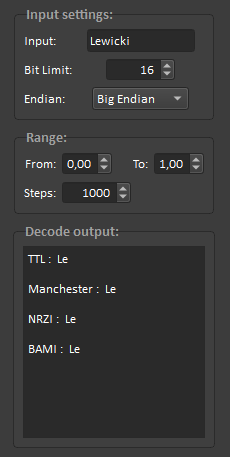 Input settings:
Input: Lewicki
Bit Limit: 16
Endian: Big Endian
Range:
From: 0,00 To: 1,00
Steps: 1000
Decode output:
TTL : Le
Manchester : Le
NRZI : Le
BAMI : Le